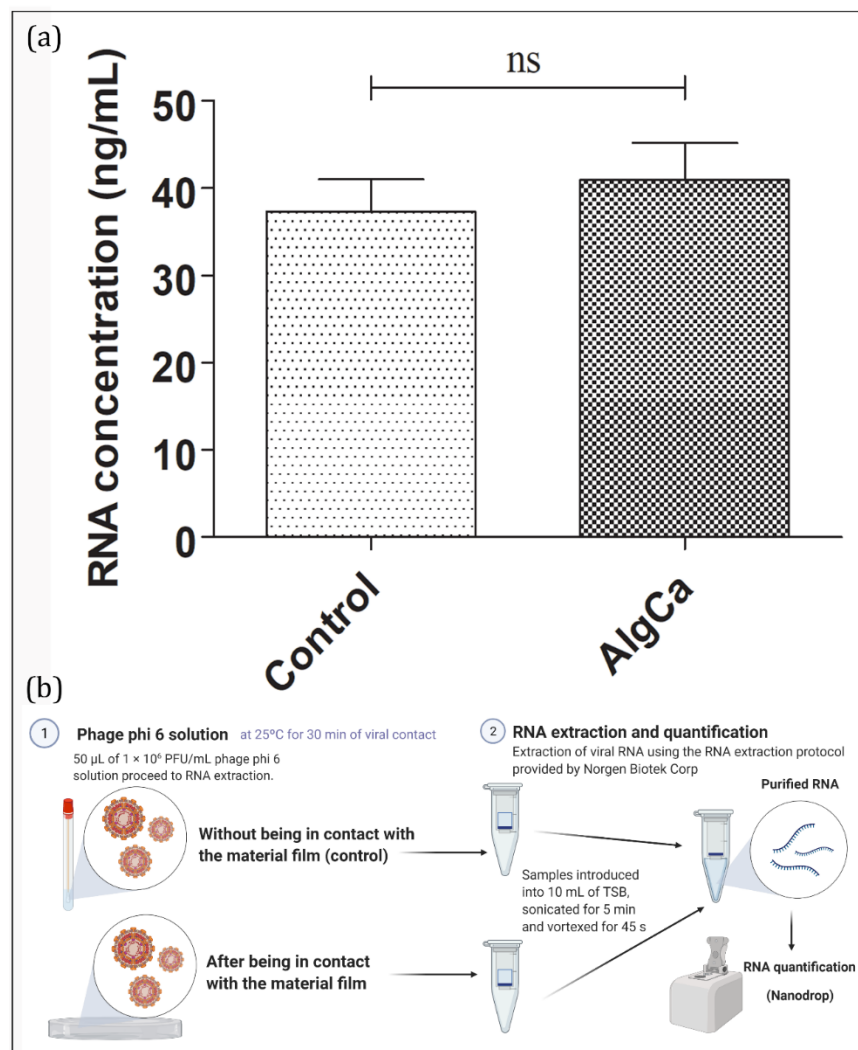 (a)
ns
RNA concentration (ng/mL)
50
40
30
20
10
0
Control
AlgCa
(b)
1
Phage phi 6 solution at 25ºC for 30 min of viral contact
50 µL of 1 × 10⁶ PFU/mL phage phi 6
solution proceed to RNA extraction.
Without being in contact with
the material film (control)
After being in contact
with the material film
2
RNA extraction and quantification
Extraction of viral RNA using the RNA extraction protocol
provided by Norgen Biotek Corp
Purified RNA
Samples introduced
into 10 mL of TSB,
sonicated for 5 min
and vortexed for 45 s
RNA quantification
(Nanodrop)